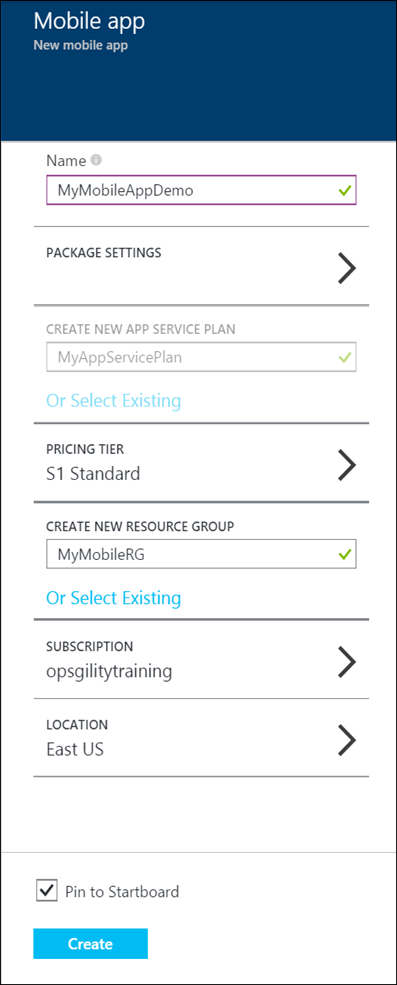 Mobile app
New mobile app
Name
MyMobileAppDemo
PACKAGE SETTINGS
CREATE NEW APP SERVICE PLAN
MyAppServicePlan
Or Select Existing
PRICING TIER
S1 Standard
CREATE NEW RESOURCE GROUP
MyMobileRG
Or Select Existing
SUBSCRIPTION
opsgilitytraining
LOCATION
East US
Pin to Startboard
Create